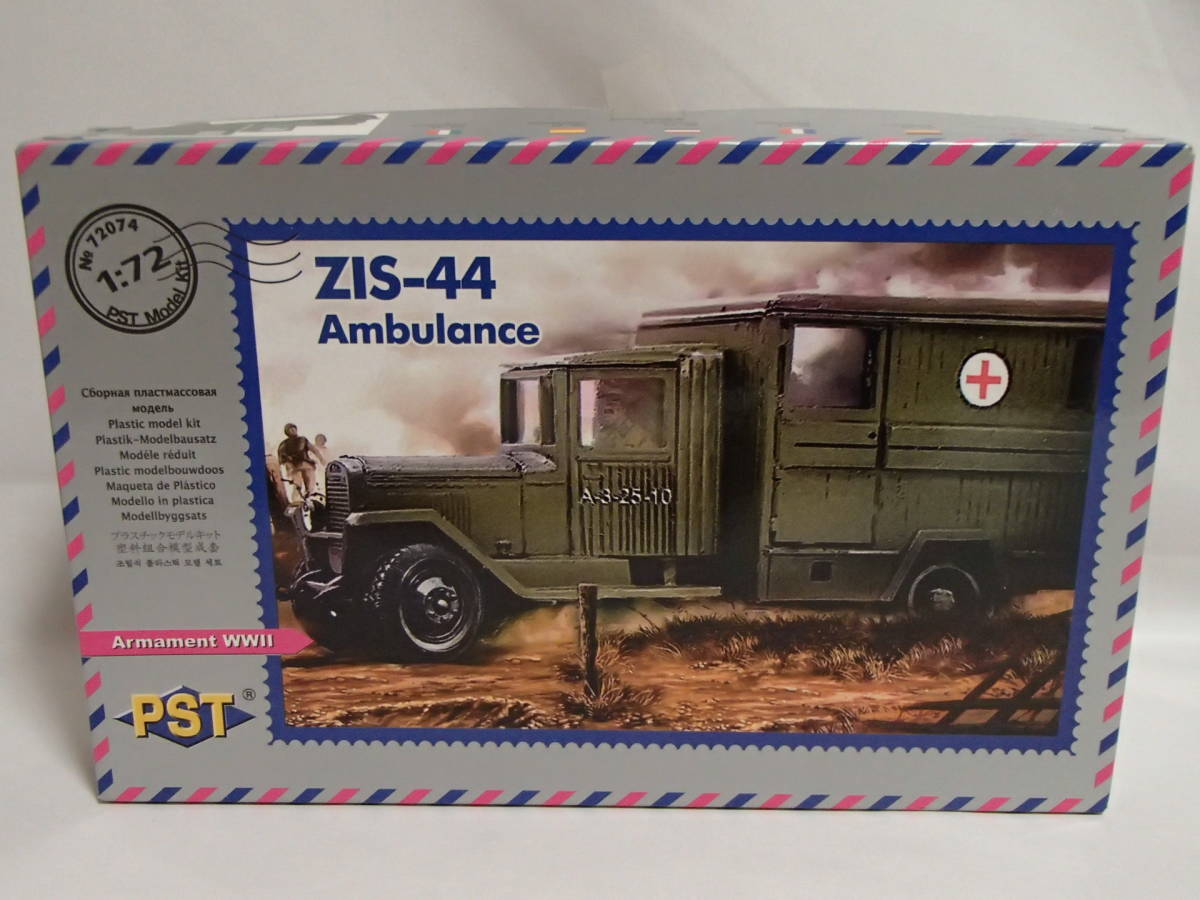 № 72074
1:72
PST Model Kit
ZIS-44
Ambulance
Сборная пластмассовая
модель
Plastic model kit
Plastik-Modelbausatz
Modèle réduit
Plastic modelbouwdoos
Maqueta de Plàstico
Modello in plastica
Modellbyggsats
プラスチックモデルキット
塑料組合模型成套
조립식 플라스틱 모델 세트
A-3-25-10
Armament WWII
PST ®